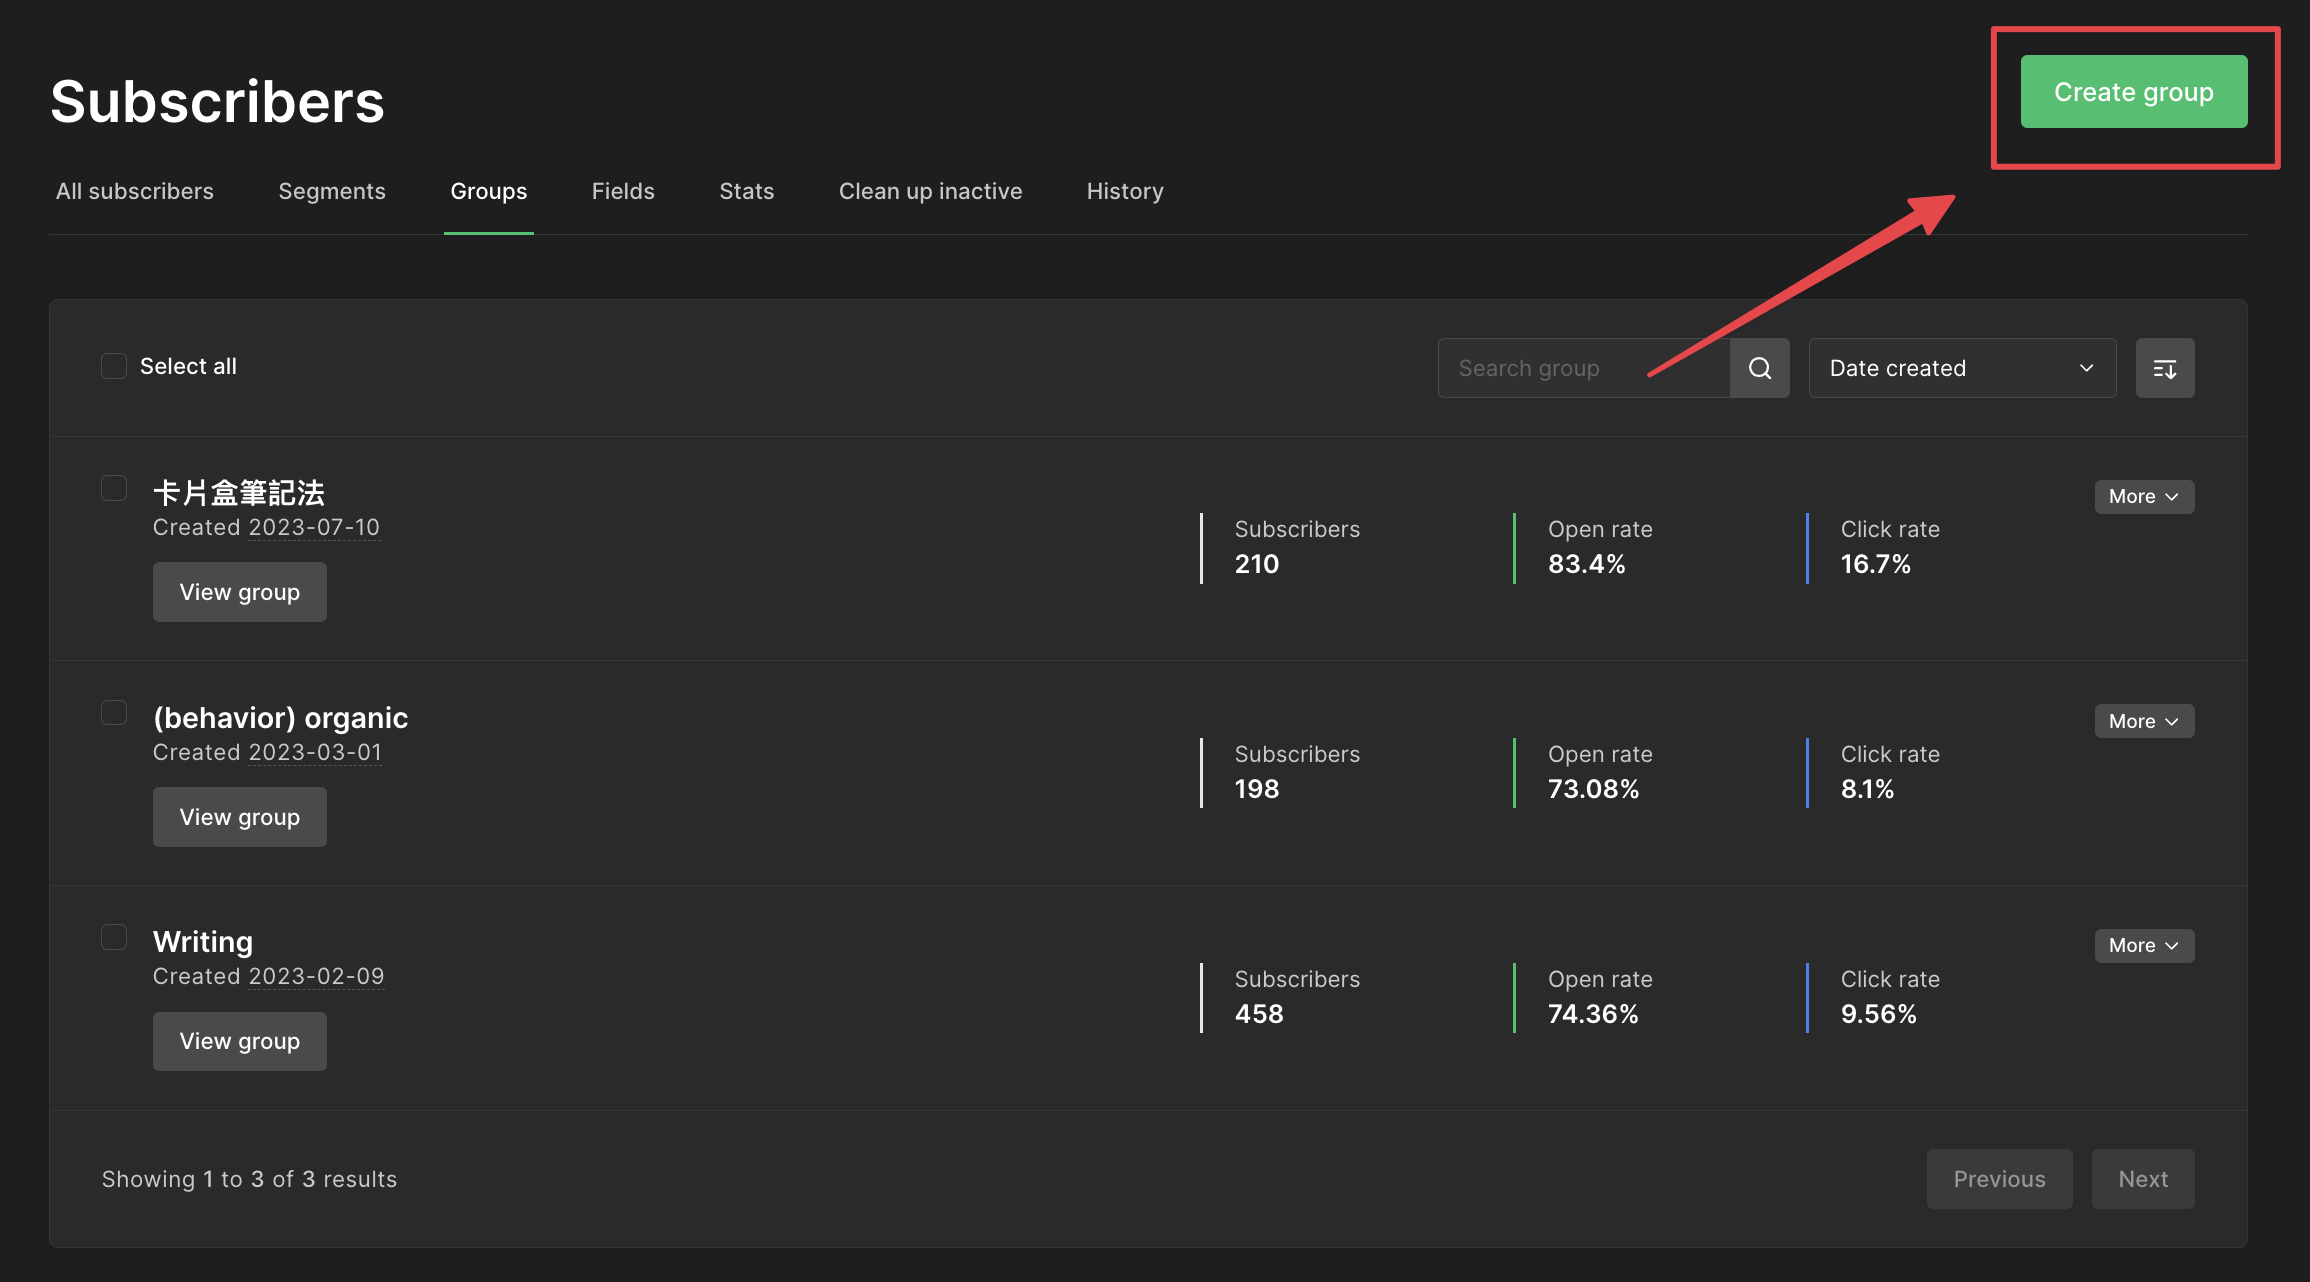 Subscribers
Create group
All subscribers Segments Groups Fields Stats Clean up inactive History
Select all
Search group
Date created
卡片盒筆記法
Created 2023-07-10
View group
Subscribers
210
Open rate
83.4%
Click rate
16.7%
More
(behavior) organic
Created 2023-03-01
View group
Subscribers
198
Open rate
73.08%
Click rate
8.1%
More
Writing
Created 2023-02-09
View group
Subscribers
458
Open rate
74.36%
Click rate
9.56%
More
Showing 1 to 3 of 3 results
Previous
Next